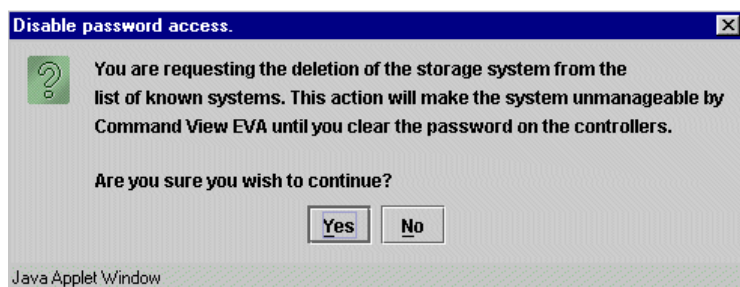 Disable password access.
You are requesting the deletion of the storage system from the
list of known systems. This action will make the system unmanageable by
Command View EVA until you clear the password on the controllers.
Are you sure you wish to continue?
Yes No
Java Applet Window